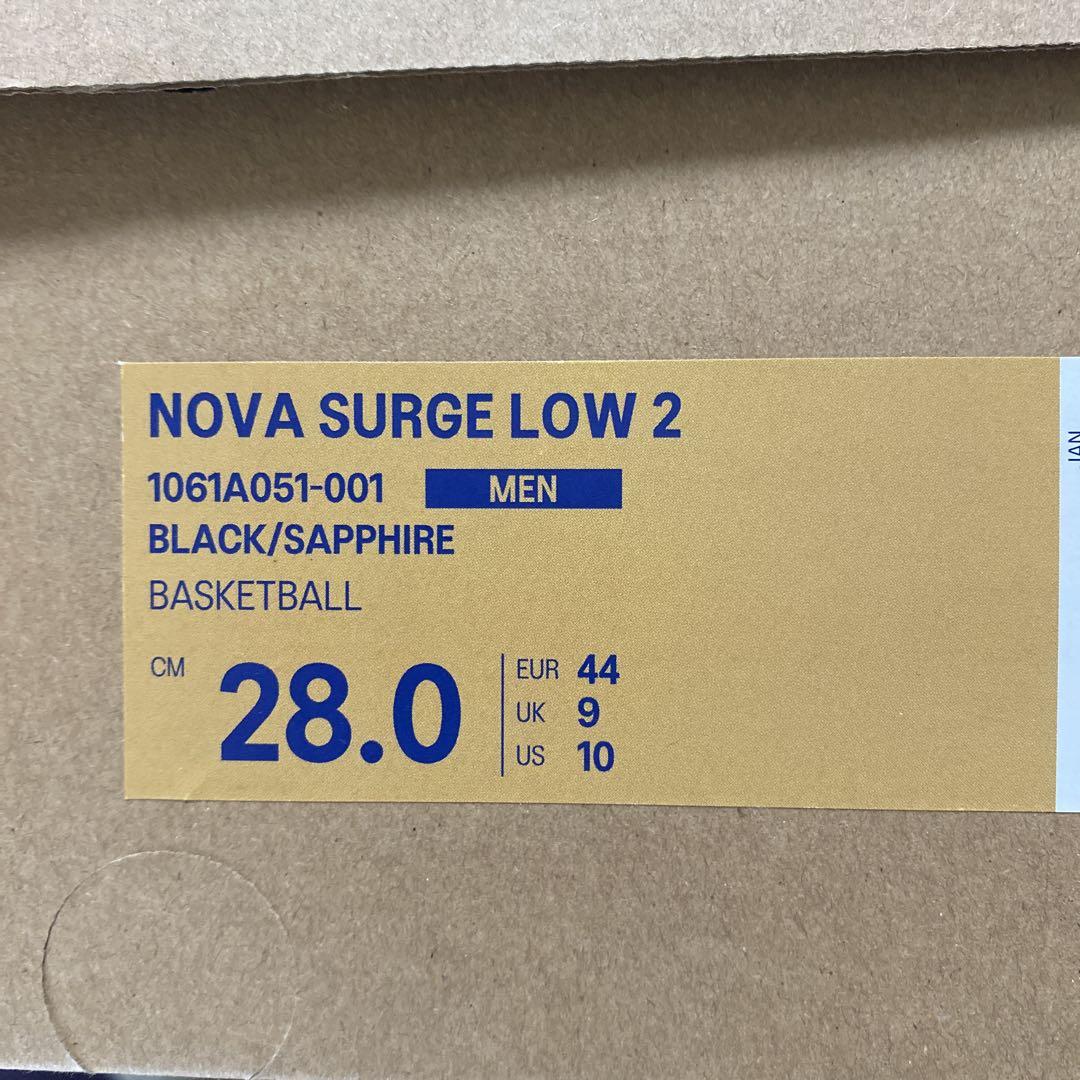 NOVA SURGE LOW 2
1061A051-001 MEN
BLACK/SAPPHIRE
BASKETBALL
CM 28.0
EUR 44
UK 9
US 10
JAN